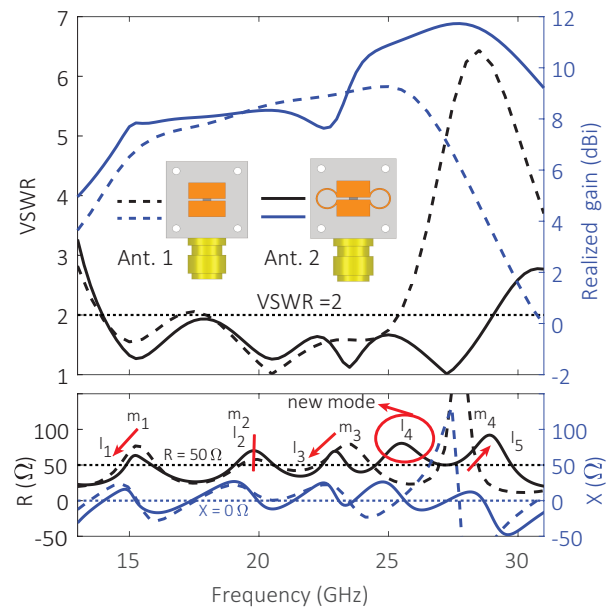 7
6
5
4
3
2
1
VSWR
12
10
8
6
4
2
0
-2
Realized gain (dBi)
Ant. 1
Ant. 2
VSWR =2
100
50
0
-50
R (Ω)
100
50
0
50
X (Ω)
new mode
l1
m1
m2
l2
l3
m3
l4
m4
l5
R = 50 Ω
X = 0 Ω
15
20
25
30
Frequency (GHz)